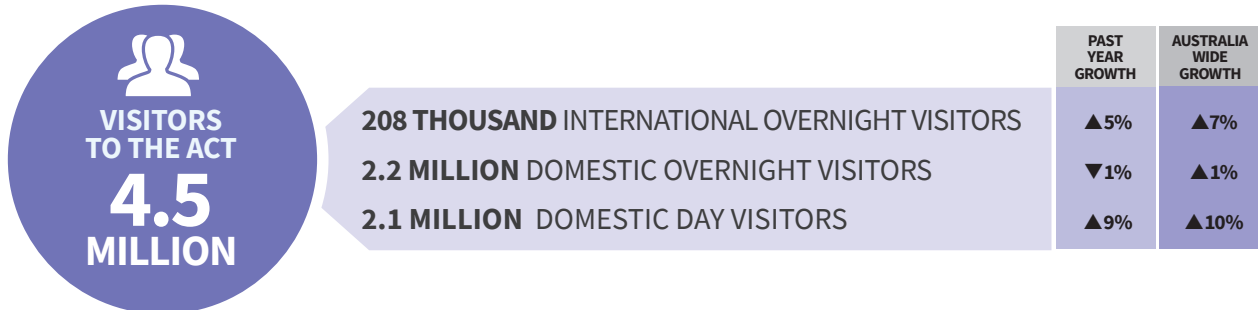 VISITORS
TO THE ACT
4.5
MILLION
PAST
YEAR
GROWTH
AUSTRALIA
WIDE
GROWTH
208 THOUSAND INTERNATIONAL OVERNIGHT VISITORS ▲5% ▲7%
2.2 MILLION DOMESTIC OVERNIGHT VISITORS ▼1% ▲1%
2.1 MILLION DOMESTIC DAY VISITORS ▲9% ▲10%